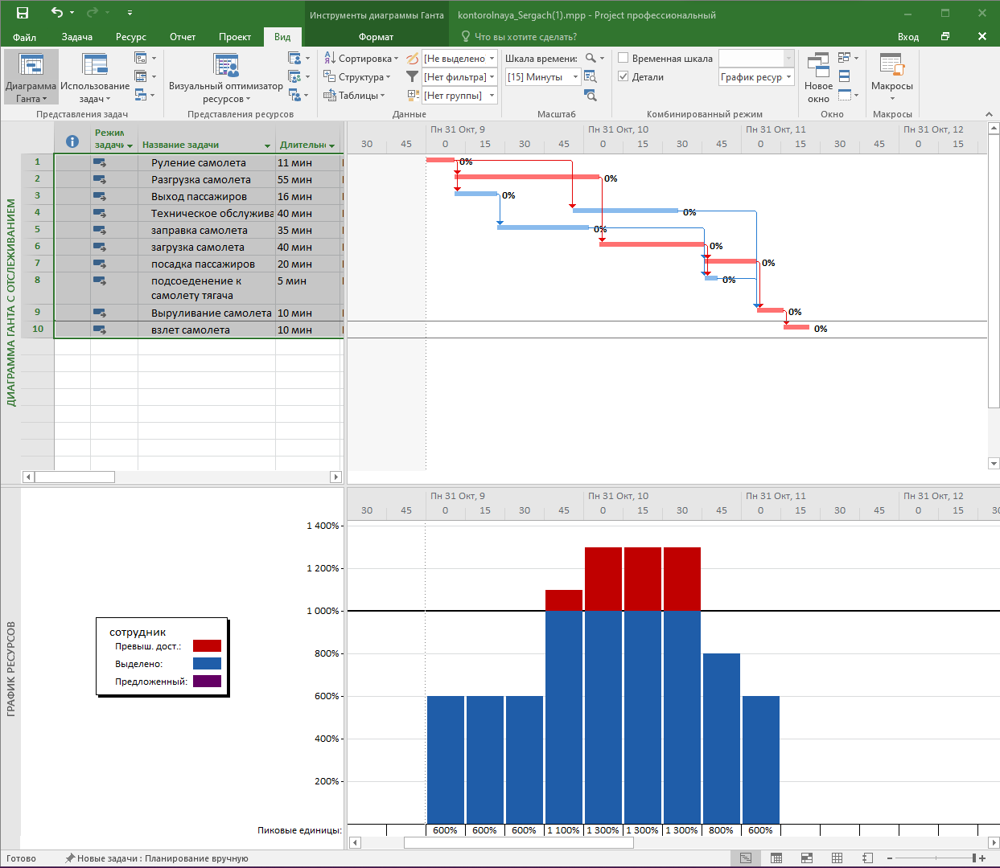 Инструменты диаграммы Ганта
kontorolnaya_Sergach(1).mpp - Project профессиональный
Файл Задача Ресурс Отчет Проект Вид Формат Что вы хотите сделать? Вход
Диаграмма Ганта
Использование задач
Представления задач
Визуальный оптимизатор ресурсов
Представления ресурсов
Сортировка [Не выделено]
Структура [Нет фильтра]
Таблицы [Нет группы]
Данные
Шкала времени:
[15] Минуты
Масштаб
Временная шкала
Детали График ресур
Комбинированный режим
Новое окно
Окно
Макросы
Макросы
ДИАГРАММА ГАНТА С ОТСЛЕЖИВАНИЕМ
Режим задачи Название задачи Длительн
Пн 31 Окт, 9 Пн 31 Окт, 10 Пн 31 Окт, 11 Пн 31 Окт, 12
30 45 0 15 30 45 0 15 30 45 0 15 30 45 0 15
1 Руление самолета 11 мин 0%
2 Разгрузка самолета 55 мин 0%
3 Выход пассажиров 16 мин 0%
4 Техническое обслужива 40 мин 0%
5 заправка самолета 35 мин 0%
6 загрузка самолета 40 мин 0%
7 посадка пассажиров 20 мин 0%
8 подсоеденение к 5 мин 0%
самолету тягача
9 Выруливание самолета 10 мин 0%
10 взлет самолета 10 мин 0%
ГРАФИК РЕСУРСОВ
Пн 31 Окт, 9 Пн 31 Окт, 10 Пн 31 Окт, 11 Пн 31 Окт, 12
30 45 0 15 30 45 0 15 30 45 0 15 30 45 0 15 30
1 400%
1 200%
1 000%
800%
600%
400%
200%
сотрудник
Превыш. дост.:
Выделено:
Предложенный:
Пиковые единицы: 600% 600% 600% 1 100% 1 300% 1 300% 1 300% 800% 600%
Готово Новые задачи : Планирование вручную